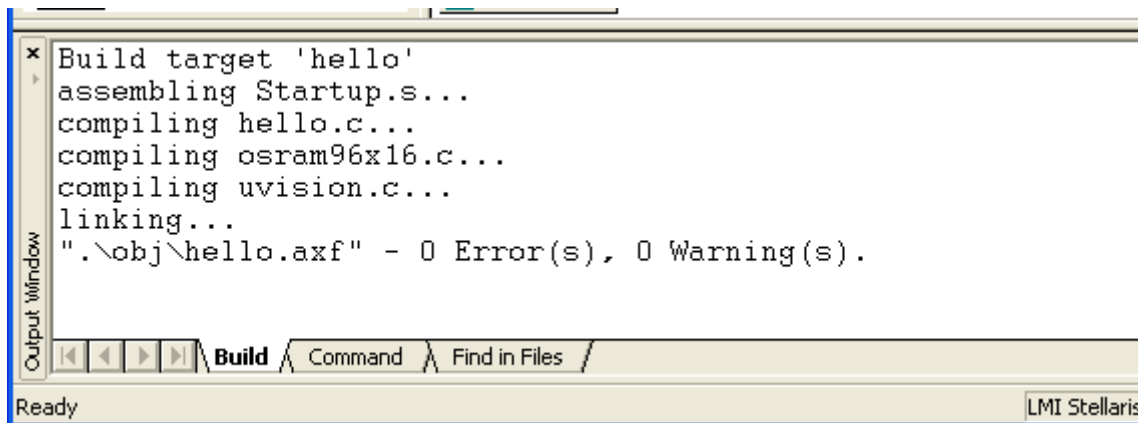 Build target 'hello'
assembling Startup.s...
compiling hello.c...
compiling osram96x16.c...
compiling uvision.c...
linking...
".\obj\hello.axf" - 0 Error(s), 0 Warning(s).
Output Window
Build Command Find in Files
Ready LMI Stellaris